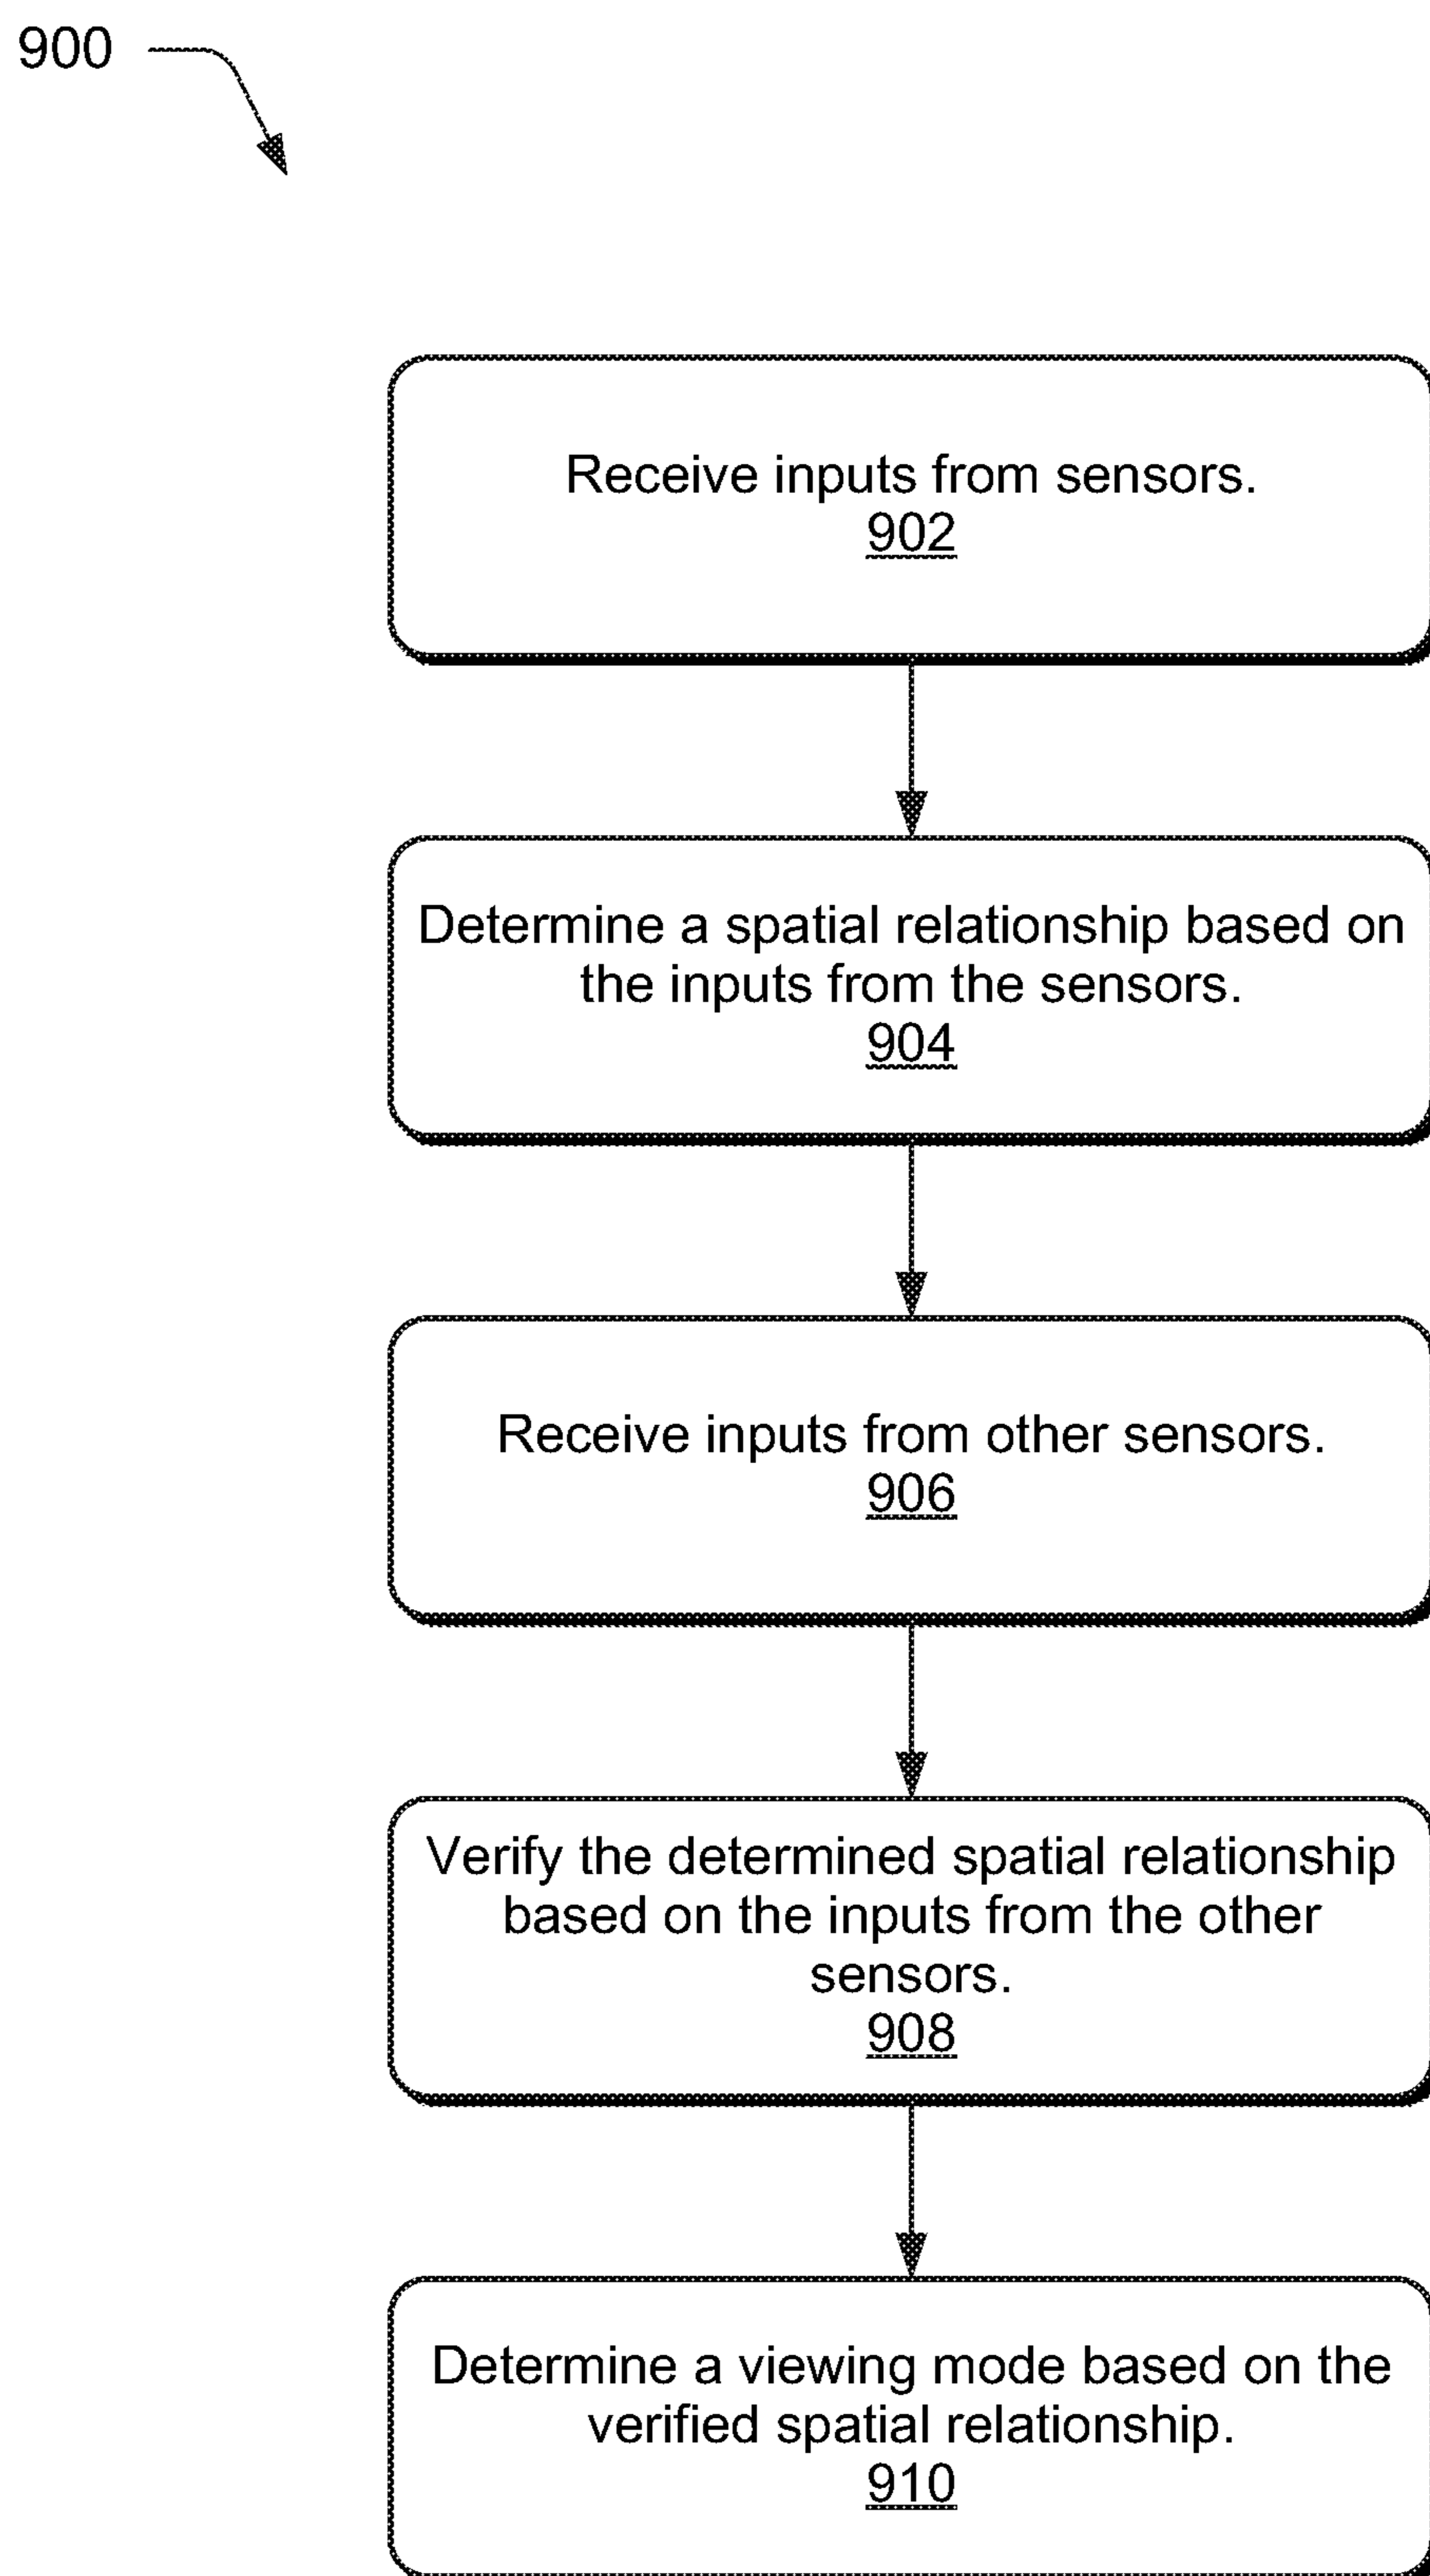 900
Receive inputs from sensors.
902
Determine a spatial relationship based on
the inputs from the sensors.
904
Receive inputs from other sensors.
906
Verify the determined spatial relationship
based on the inputs from the other
sensors.
908
Determine a viewing mode based on the
verified spatial relationship.
910